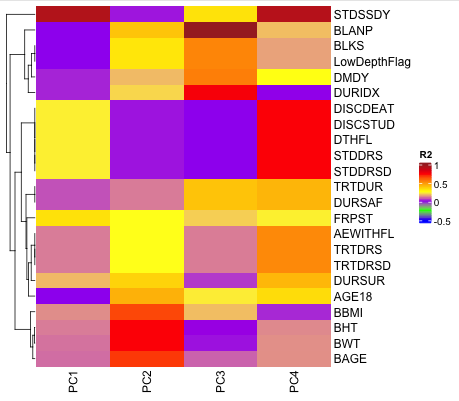 STDSSDY
BLANP
BLKS
LowDepthFlag
DMDY
DURIDX
DISCDEAT
DISCSTUD
DTHFL
STDDRS
STDDRSD
TRTDUR
DURSAF
FRPST
AEWITHFL
TRTDRS
TRTDRSD
DURSUR
AGE18
BBMI
BHT
BWT
BAGE
R2
1
0.5
0
-0.5
PC1
PC2
PC3
PC4